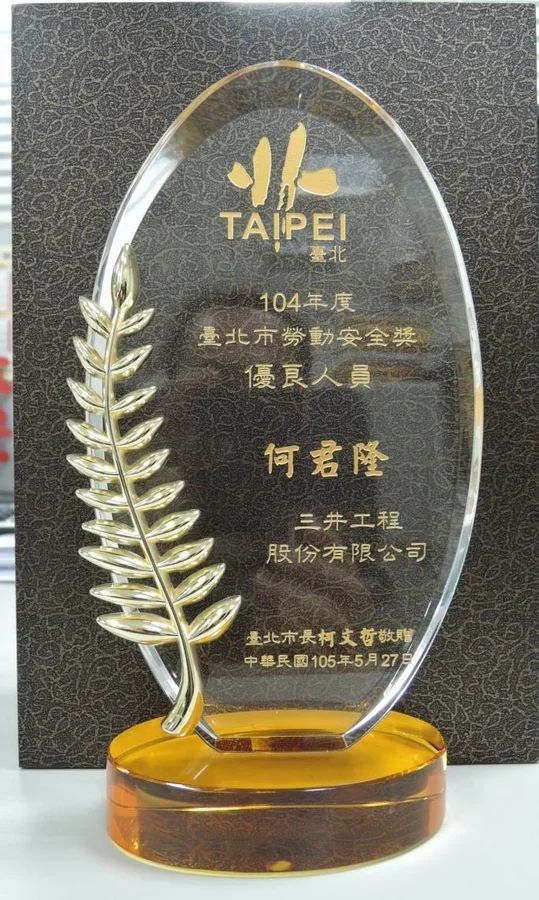 北
TAIPEI
臺北
104年度
臺北市勞動安全獎
優良人員
何君隆
三井工程
股份有限公司
臺北市長柯文哲敬贈
中華民國105年5月27日